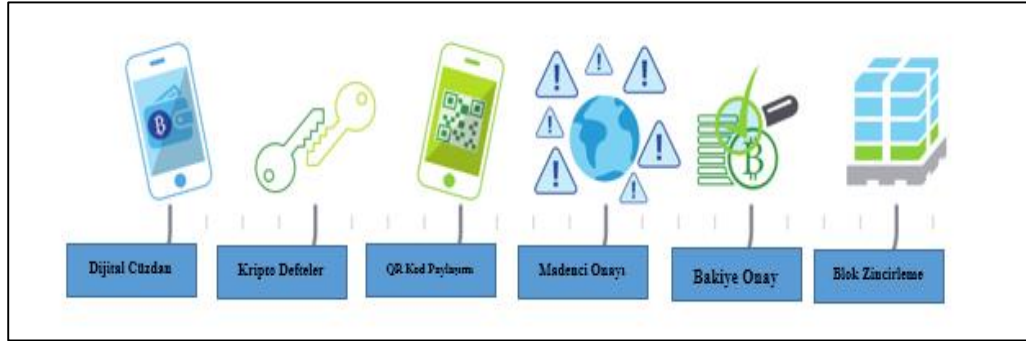 Dijital Cüzdan
Kripto Defteler
QR Kod Paylaşımı
Madenci Onayı
Bakiye Onay
Blok Zincirleme